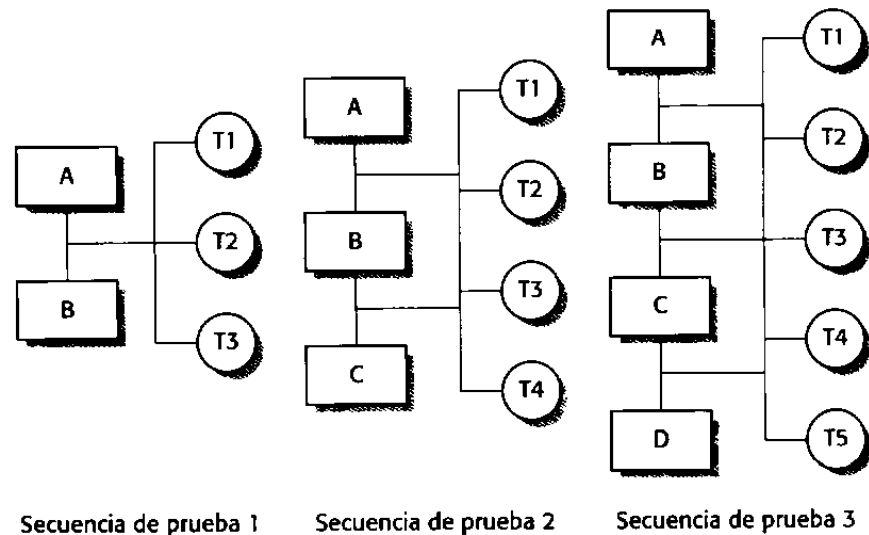 A
B
T1
T2
T3
Secuencia de prueba 1
A
B
C
T1
T2
T3
T4
Secuencia de prueba 2
A
B
C
D
T1
T2
T3
T4
T5
Secuencia de prueba 3